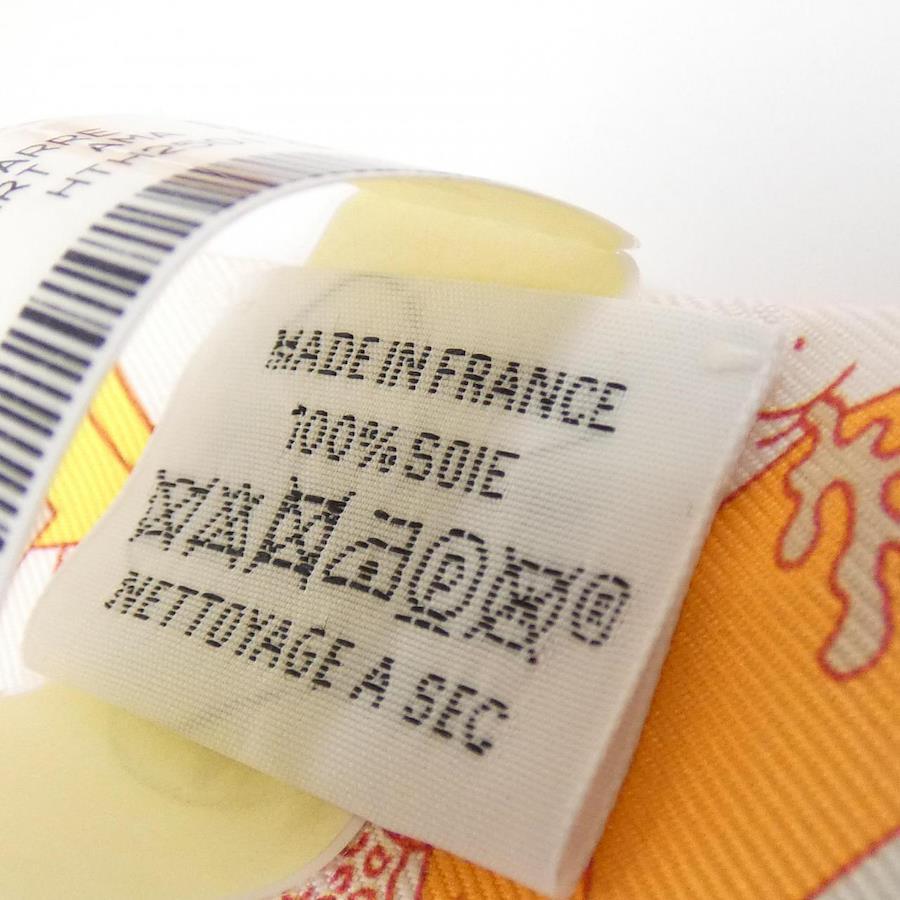 MADE IN FRANCE
100% SOIE
P
NETTOYAGE A SEC